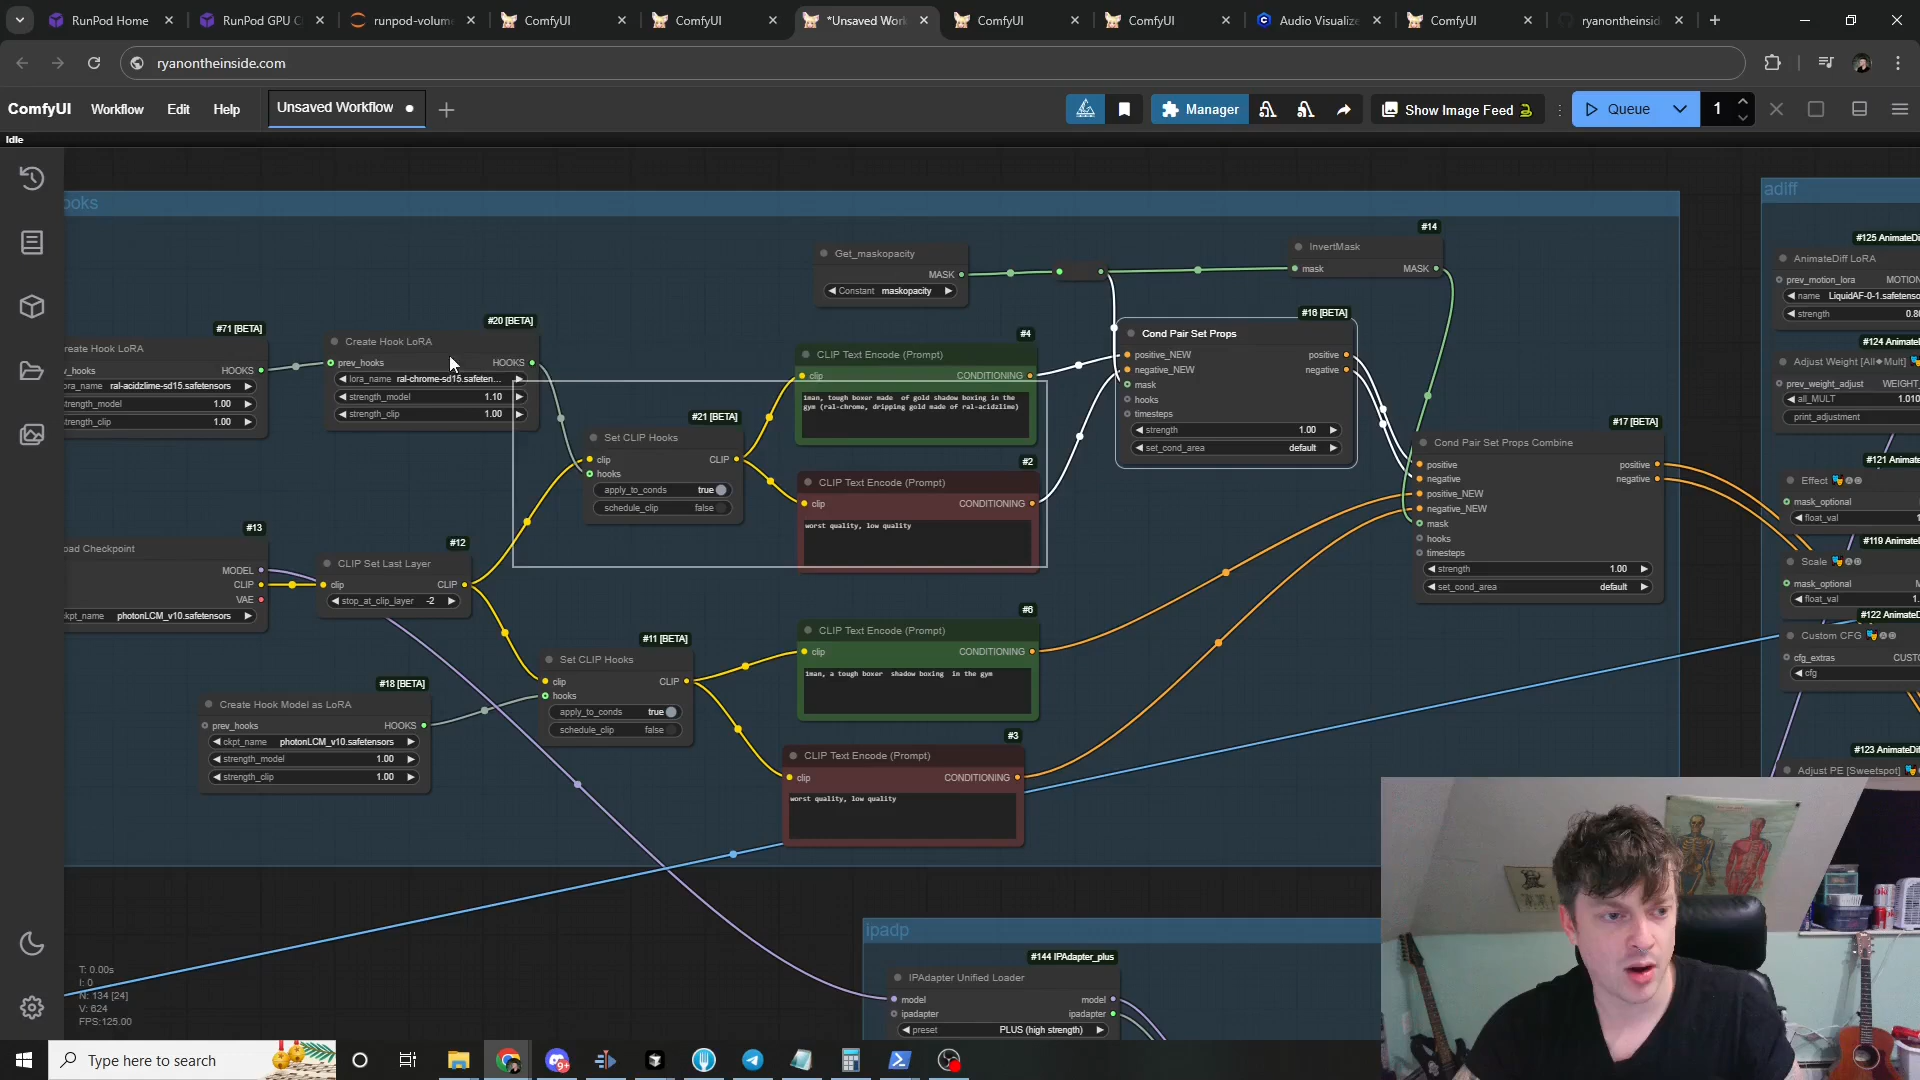 RunPod Home
RunPod GPU C
runpod-volum
ComfyUI
ComfyUI
*Unsaved Wor
ComfyUI
ComfyUI
Audio Visualize
ComfyUI
ryanontheinsid
ryanontheinside.com
ComfyUI
Workflow
Edit
Help
Unsaved Workflow
Manager
Show Image Feed
Queue
1
Idle
ooks
adiff
#14
Get_maskopacity
MASK
Constant maskopacity
InvertMask
mask MASK
#125 AnimateDi
AnimateDiff LoRA
prev_motion_lora MOTION
name LiquidAF-0-1.safetenso
strength 0.80
#71 [BETA]
reate Hook LoRA
v_hooks HOOKS
ora_name ral-acidzlime-sd15.safetensors
trength_model 1.00
trength_clip 1.00
#20 [BETA]
Create Hook LoRA
prev_hooks HOOKS
lora_name ral-chrome-sd15.safeten...
strength_model 1.10
strength_clip 1.00
#4
CLIP Text Encode (Prompt)
clip CONDITIONING
1man, tough boxer made of gold shadow boxing in the
gym (ral-chrome, dripping gold made of ral-acidzlime)
#16 [BETA]
Cond Pair Set Props
positive_NEW positive
negative_NEW negative
mask
hooks
timesteps
strength 1.00
set_cond_area default
#124 AnimateDi
Adjust Weight [All◆Mult]
prev_weight_adjust WEIGHT_
all_MULT 1.010
print_adjustment
#21 [BETA]
Set CLIP Hooks
clip CLIP
hooks
apply_to_conds true
schedule_clip false
#2
CLIP Text Encode (Prompt)
clip CONDITIONING
worst quality, low quality
#17 [BETA]
Cond Pair Set Props Combine
positive positive
negative negative
positive_NEW
negative_NEW
mask
hooks
timesteps
strength 1.00
set_cond_area default
#121 Animate
Effect
mask_optional
float_val
#119 AnimateD
Scale
mask_optional
float_val 1.
#122 Animate
Custom CFG
cfg_extras CUSTO
cfg
#123 AnimateDi
Adjust PE [Sweetspot]
#13
oad Checkpoint
MODEL
CLIP
VAE
ckpt_name photonLCM_v10.safetensors
#12
CLIP Set Last Layer
clip CLIP
stop_at_clip_layer -2
#6
CLIP Text Encode (Prompt)
clip CONDITIONING
1man, a tough boxer shadow boxing in the gym
#11 [BETA]
Set CLIP Hooks
clip CLIP
hooks
apply_to_conds true
schedule_clip false
#18 [BETA]
Create Hook Model as LoRA
prev_hooks HOOKS
ckpt_name photonLCM_v10.safetensors
strength_model 1.00
strength_clip 1.00
#3
CLIP Text Encode (Prompt)
clip CONDITIONING
worst quality, low quality
ipadp
#144 IPAdapter_plus
IPAdapter Unified Loader
model model
ipadapter ipadapter
preset PLUS (high strength)
T: 0.00s
I: 0
N: 134 [24]
V: 624
FPS:125.00
Type here to search
9+